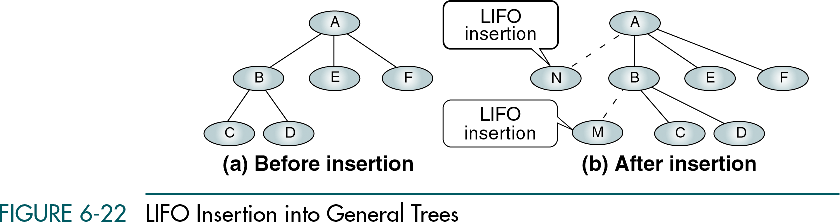 LIFO
insertion
A
A
N
B
E
F
B
E
F
LIFO
insertion
C
D
M
C
D
(a) Before insertion
(b) After insertion
FIGURE 6-22 LIFO Insertion into General Trees